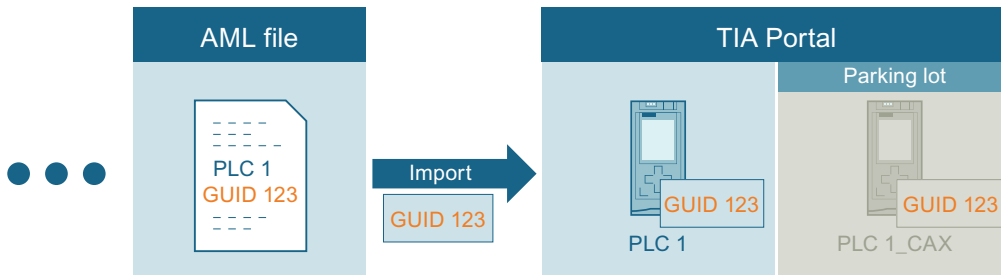 AML file
PLC 1
GUID 123
Import
GUID 123
TIA Portal
Parking lot
GUID 123
PLC 1
GUID 123
PLC 1_CAX